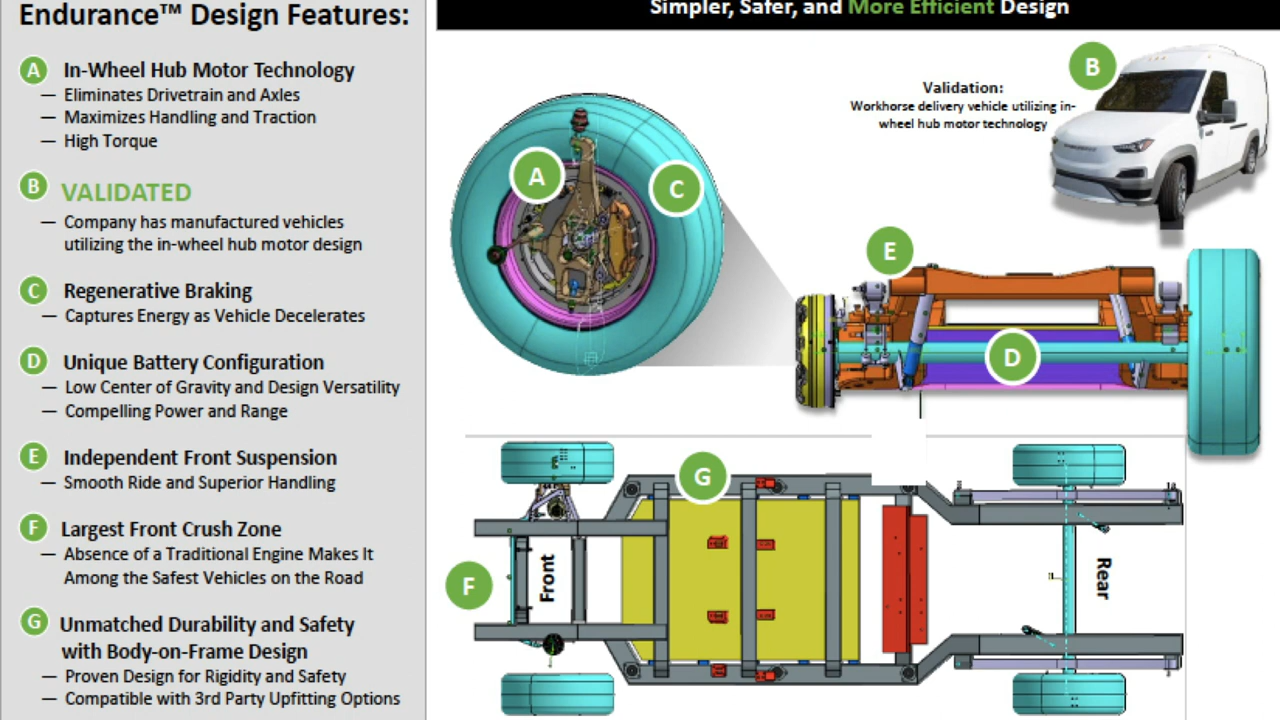 Endurance™ Design Features:
A In-Wheel Hub Motor Technology
— Eliminates Drivetrain and Axles
— Maximizes Handling and Traction
— High Torque
B VALIDATED
— Company has manufactured vehicles
utilizing the in-wheel hub motor design
C Regenerative Braking
— Captures Energy as Vehicle Decelerates
D Unique Battery Configuration
— Low Center of Gravity and Design Versatility
— Compelling Power and Range
E Independent Front Suspension
— Smooth Ride and Superior Handling
F Largest Front Crush Zone
— Absence of a Traditional Engine Makes It
Among the Safest Vehicles on the Road
G Unmatched Durability and Safety
with Body-on-Frame Design
— Proven Design for Rigidity and Safety
— Compatible with 3rd Party Upfitting Options
Simpler, Safer, and More Efficient Design
B
Validation:
Workhorse delivery vehicle utilizing in-
wheel hub motor technology
A
C
E
D
G
F
Front
Rear